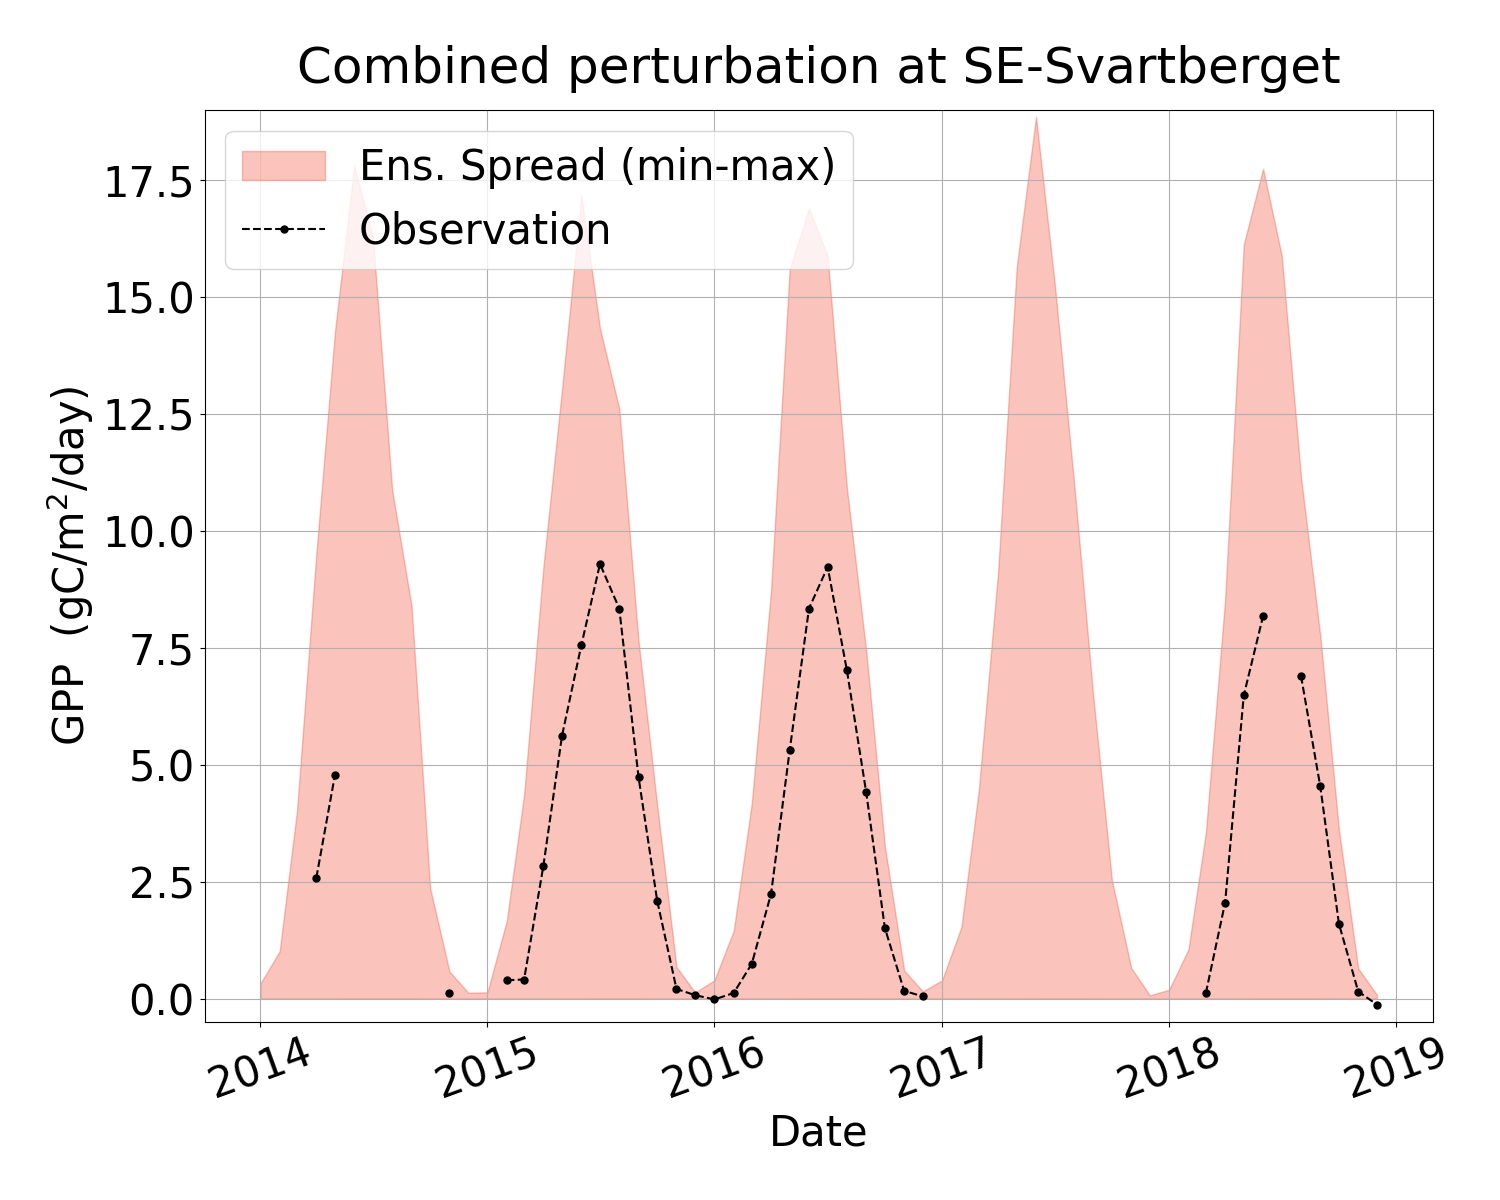 Combined perturbation at SE-Svartberget
Ens. Spread (min-max)
Observation
17.5
15.0
12.5
10.0
7.5
5.0
2.5
0.0
GPP (gC/m²/day)
2014
2015
2016
2017
2018
2019
Date